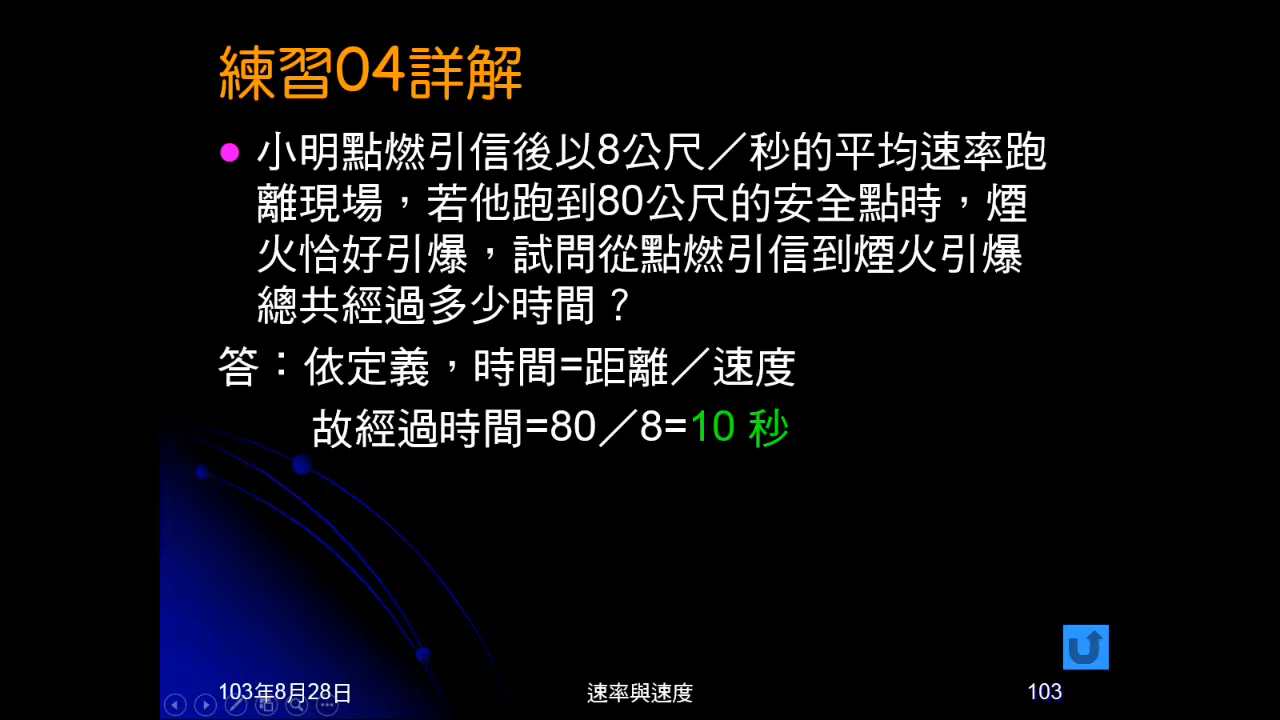 練習04詳解
小明點燃引信後以8公尺／秒的平均速率跑
離現場，若他跑到80公尺的安全點時，煙
火恰好引爆，試問從點燃引信到煙火引爆
總共經過多少時間？
答：依定義，時間=距離／速度
故經過時間=80／8=10 秒
103年8月28日
速率與速度
103